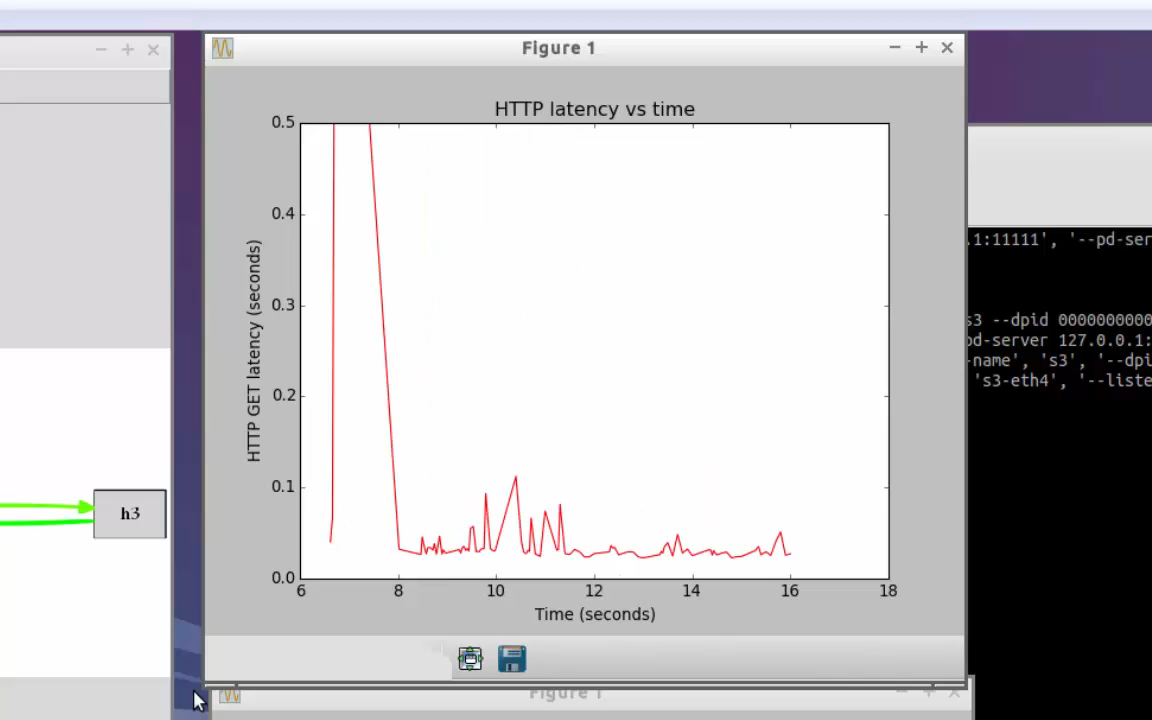 Figure 1
HTTP latency vs time
0.5
0.4
0.3
0.2
0.1
0.0
HTTP GET latency (seconds)
6 8 10 12 14 16 18
Time (seconds)
h3
.1:11111', '--pd-ser
s3 --dpid 0000000000
pd-server 127.0.0.1:
-name', 's3', '--dpi
's3-eth4', '--liste
Figure 1